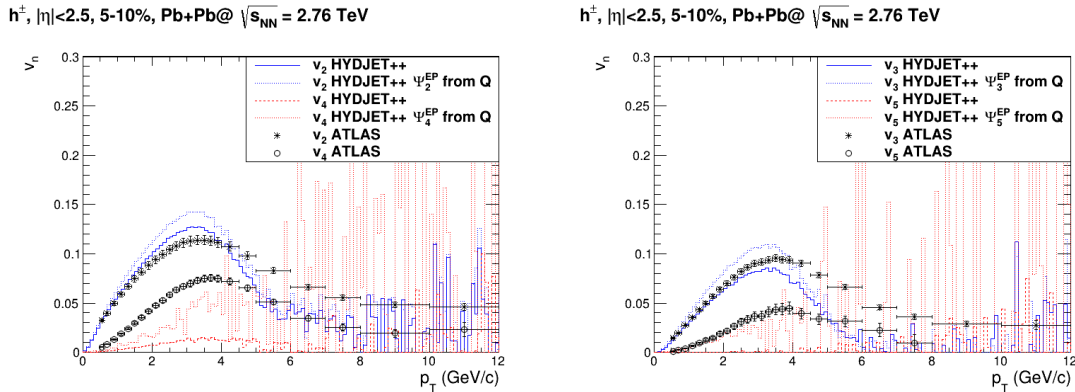 h±, |η|<2.5, 5-10%, Pb+Pb@ √sNN = 2.76 TeV
vn
0.3
0.25
0.2
0.15
0.1
0.05
0
v2 HYDJET++
v2 HYDJET++ Ψ2EP from Q
v4 HYDJET++
v4 HYDJET++ Ψ4EP from Q
v2 ATLAS
v4 ATLAS
0 2 4 6 8 10 12
pT (GeV/c)
h±, |η|<2.5, 5-10%, Pb+Pb@ √sNN = 2.76 TeV
vn
0.3
0.25
0.2
0.15
0.1
0.05
0
v3 HYDJET++
v3 HYDJET++ Ψ3EP from Q
v5 HYDJET++
v5 HYDJET++ Ψ5EP from Q
v3 ATLAS
v5 ATLAS
0 2 4 6 8 10 12
pT (GeV/c)